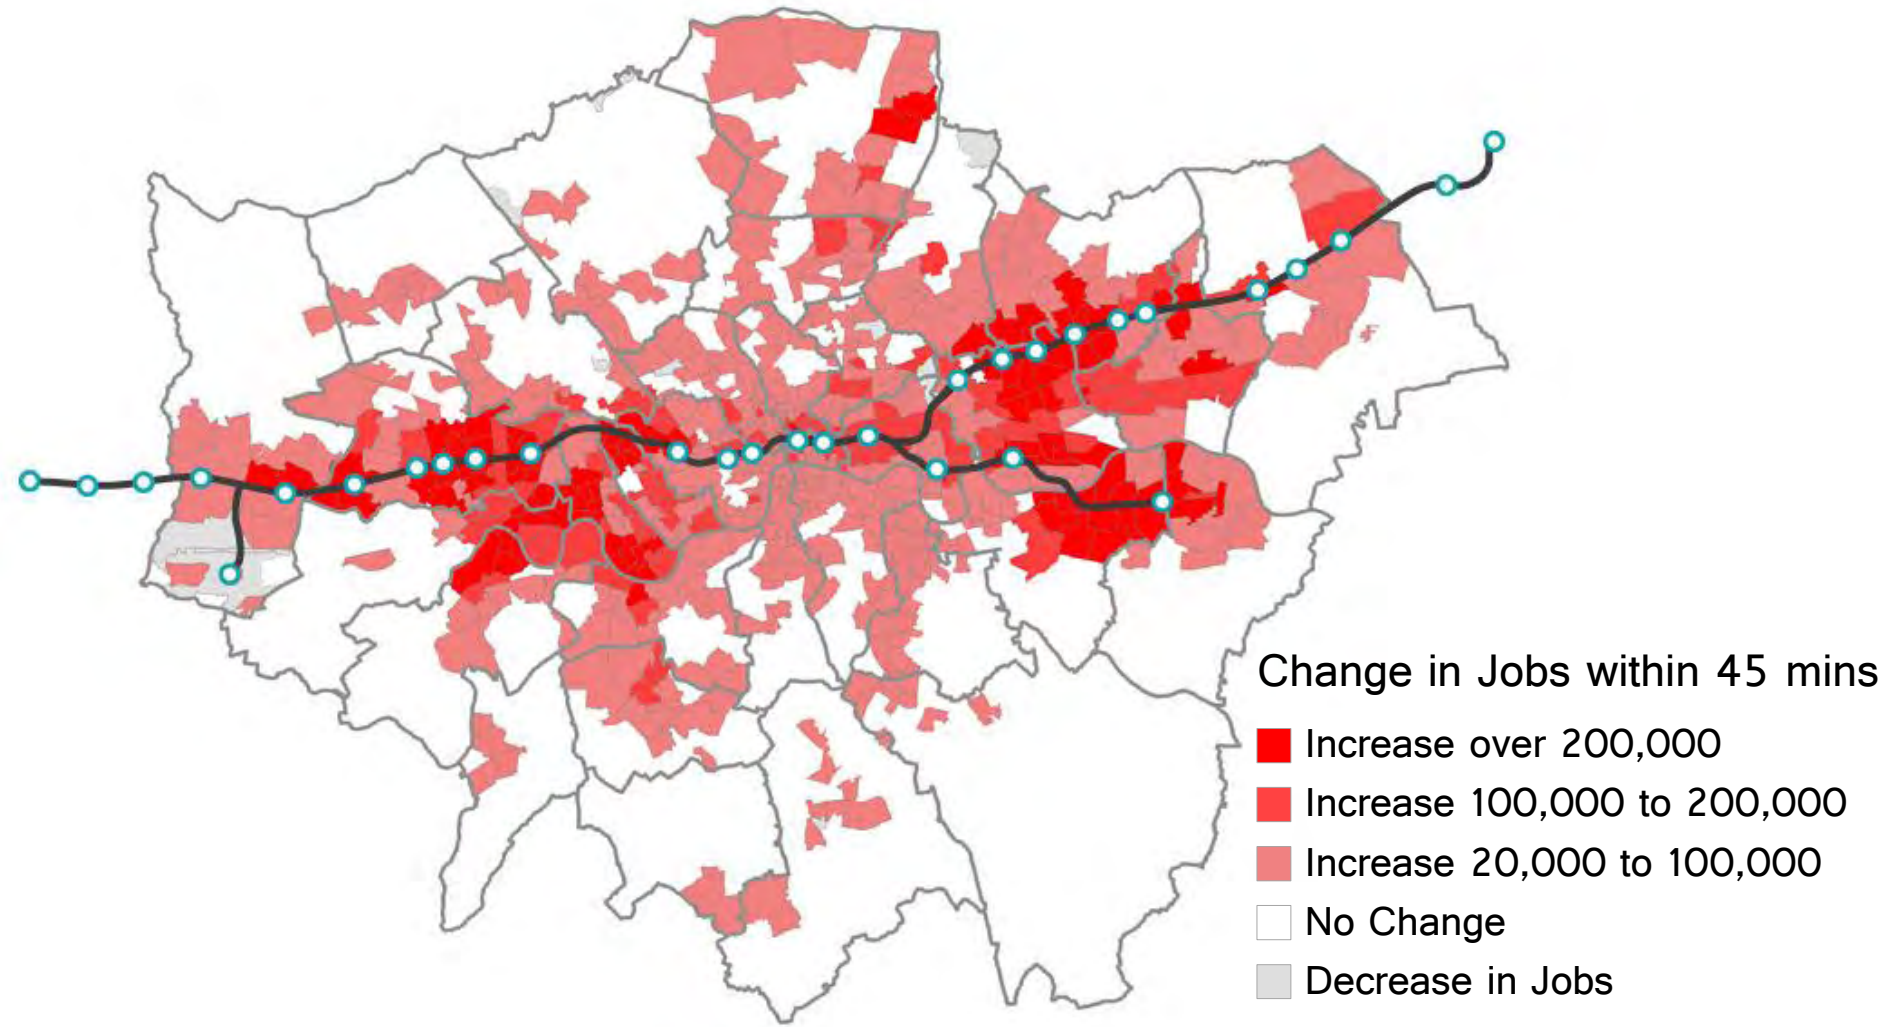 Change in Jobs within 45 mins
Increase over 200,000
Increase 100,000 to 200,000
Increase 20,000 to 100,000
No Change
Decrease in Jobs